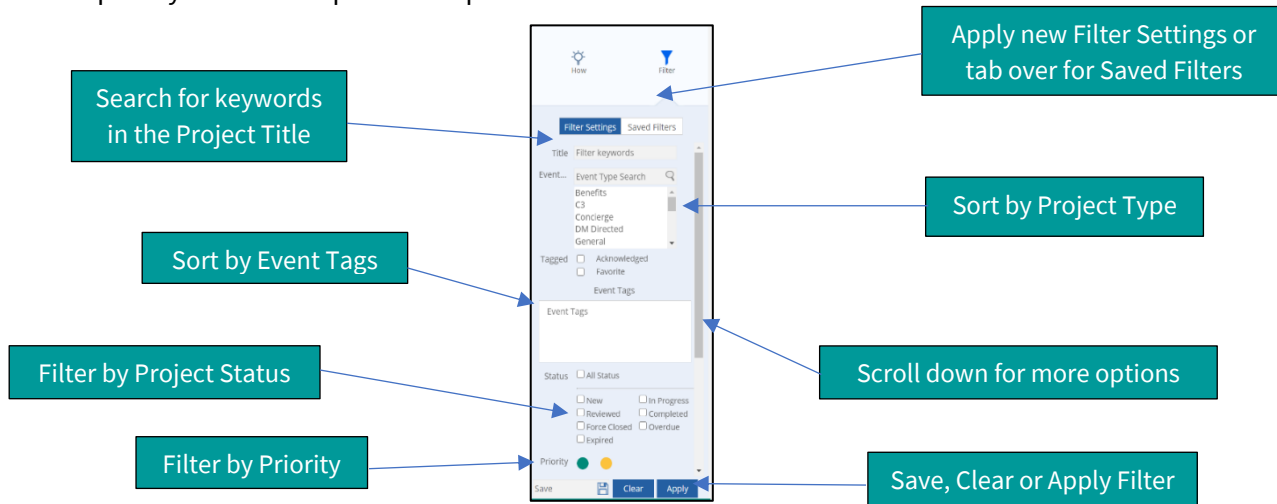 Apply new Filter Settings or
tab over for Saved Filters
How
Filter
Search for keywords
in the Project Title
Filter Settings
Saved Filters
Title
Filter keywords
Event...
Event Type Search
Benefits
C3
Concierge
DM Directed
General
Sort by Project Type
Tagged
Acknowledged
Favorite
Sort by Event Tags
Event Tags
Event Tags
Filter by Project Status
Status
All Status
Scroll down for more options
New
In Progress
Reviewed
Completed
Force Closed
Overdue
Expired
Filter by Priority
Priority
Save
Clear
Apply
Save, Clear or Apply Filter